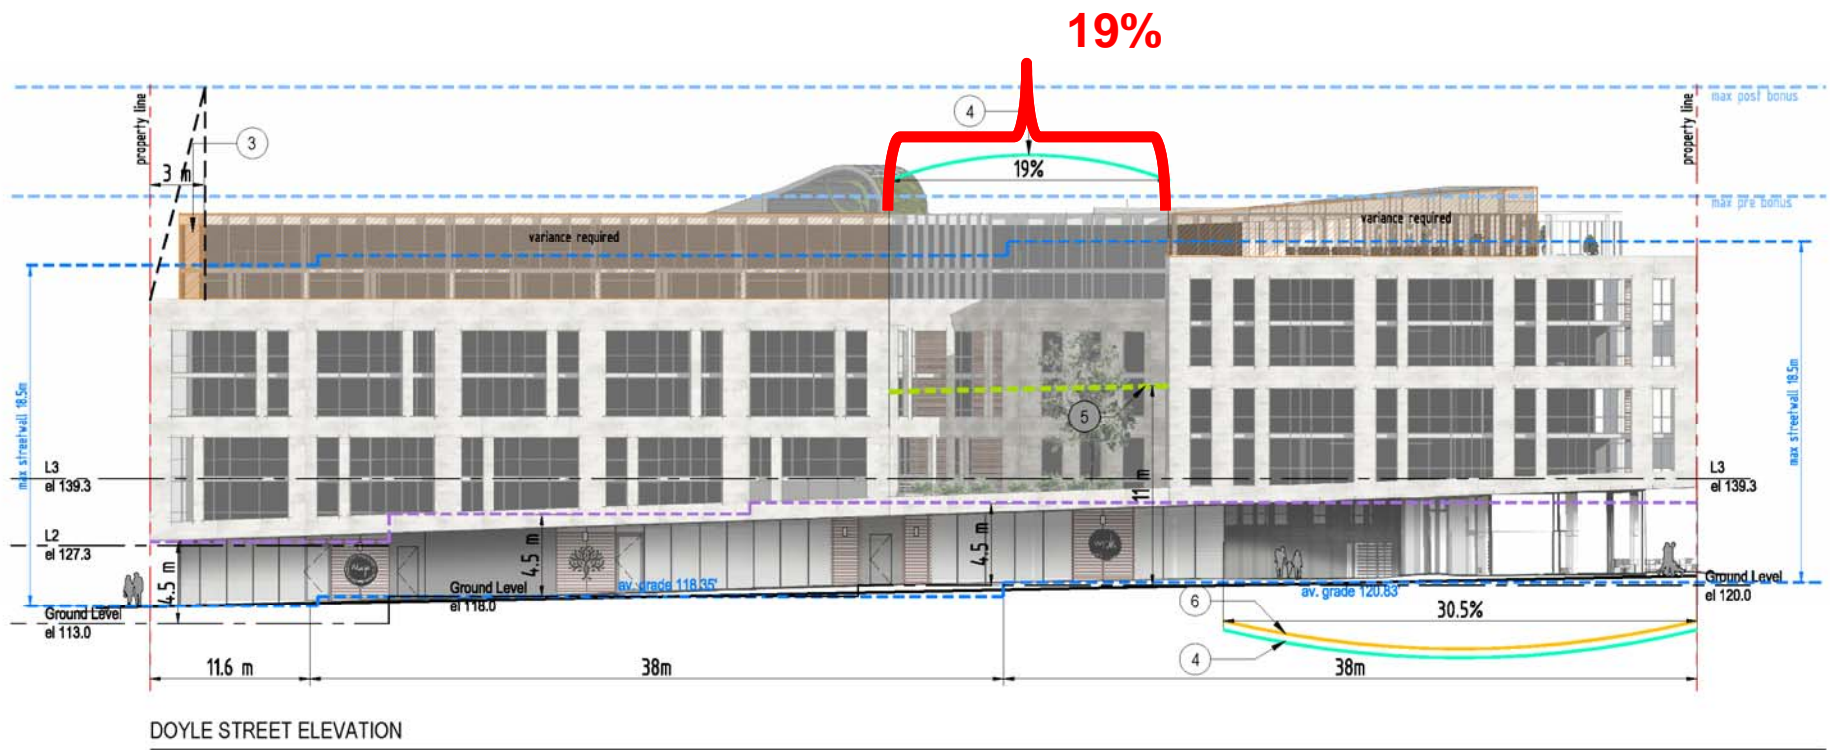 19%
4
max post bonus
property line
property line
3
3 m
19%
max pre bonus
variance required
variance required
max streetwall 18.5m
max streetwall 18.5m
5
11 m
L3
el 139.3
L3
el 139.3
L2
el 127.3
4.5 m
4.5 m
4.5 m
Ground Level
el 118.0
av. grade 118.35'
av. grade 120.83'
Ground Level
el 120.0
Ground Level
el 113.0
6
30.5%
4
11.6 m
38m
38m
DOYLE STREET ELEVATION